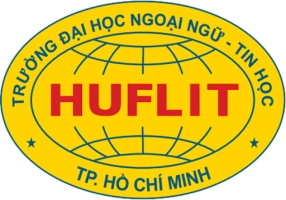 TRƯỜNG ĐẠI HỌC NGOẠI NGỮ - TIN HỌC
HUFLIT
TP. HỒ CHÍ MINH